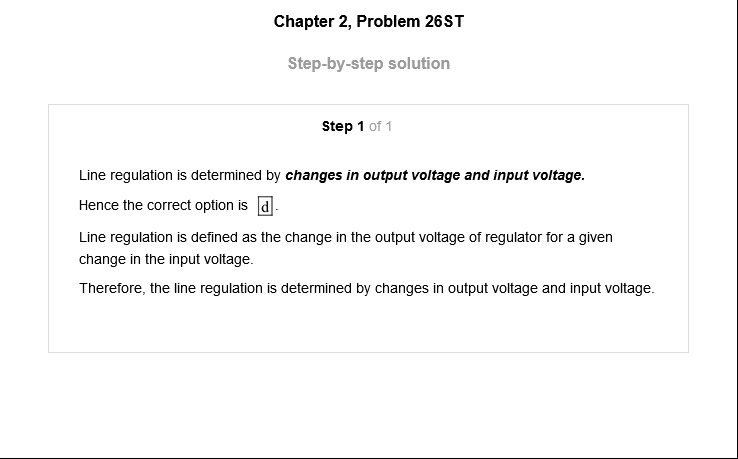 Chapter 2, Problem 26ST
Step-by-step solution
Step 1 of 1
Line regulation is determined by changes in output voltage and input voltage.
Hence the correct option is d.
Line regulation is defined as the change in the output voltage of regulator for a given
change in the input voltage.
Therefore, the line regulation is determined by changes in output voltage and input voltage.